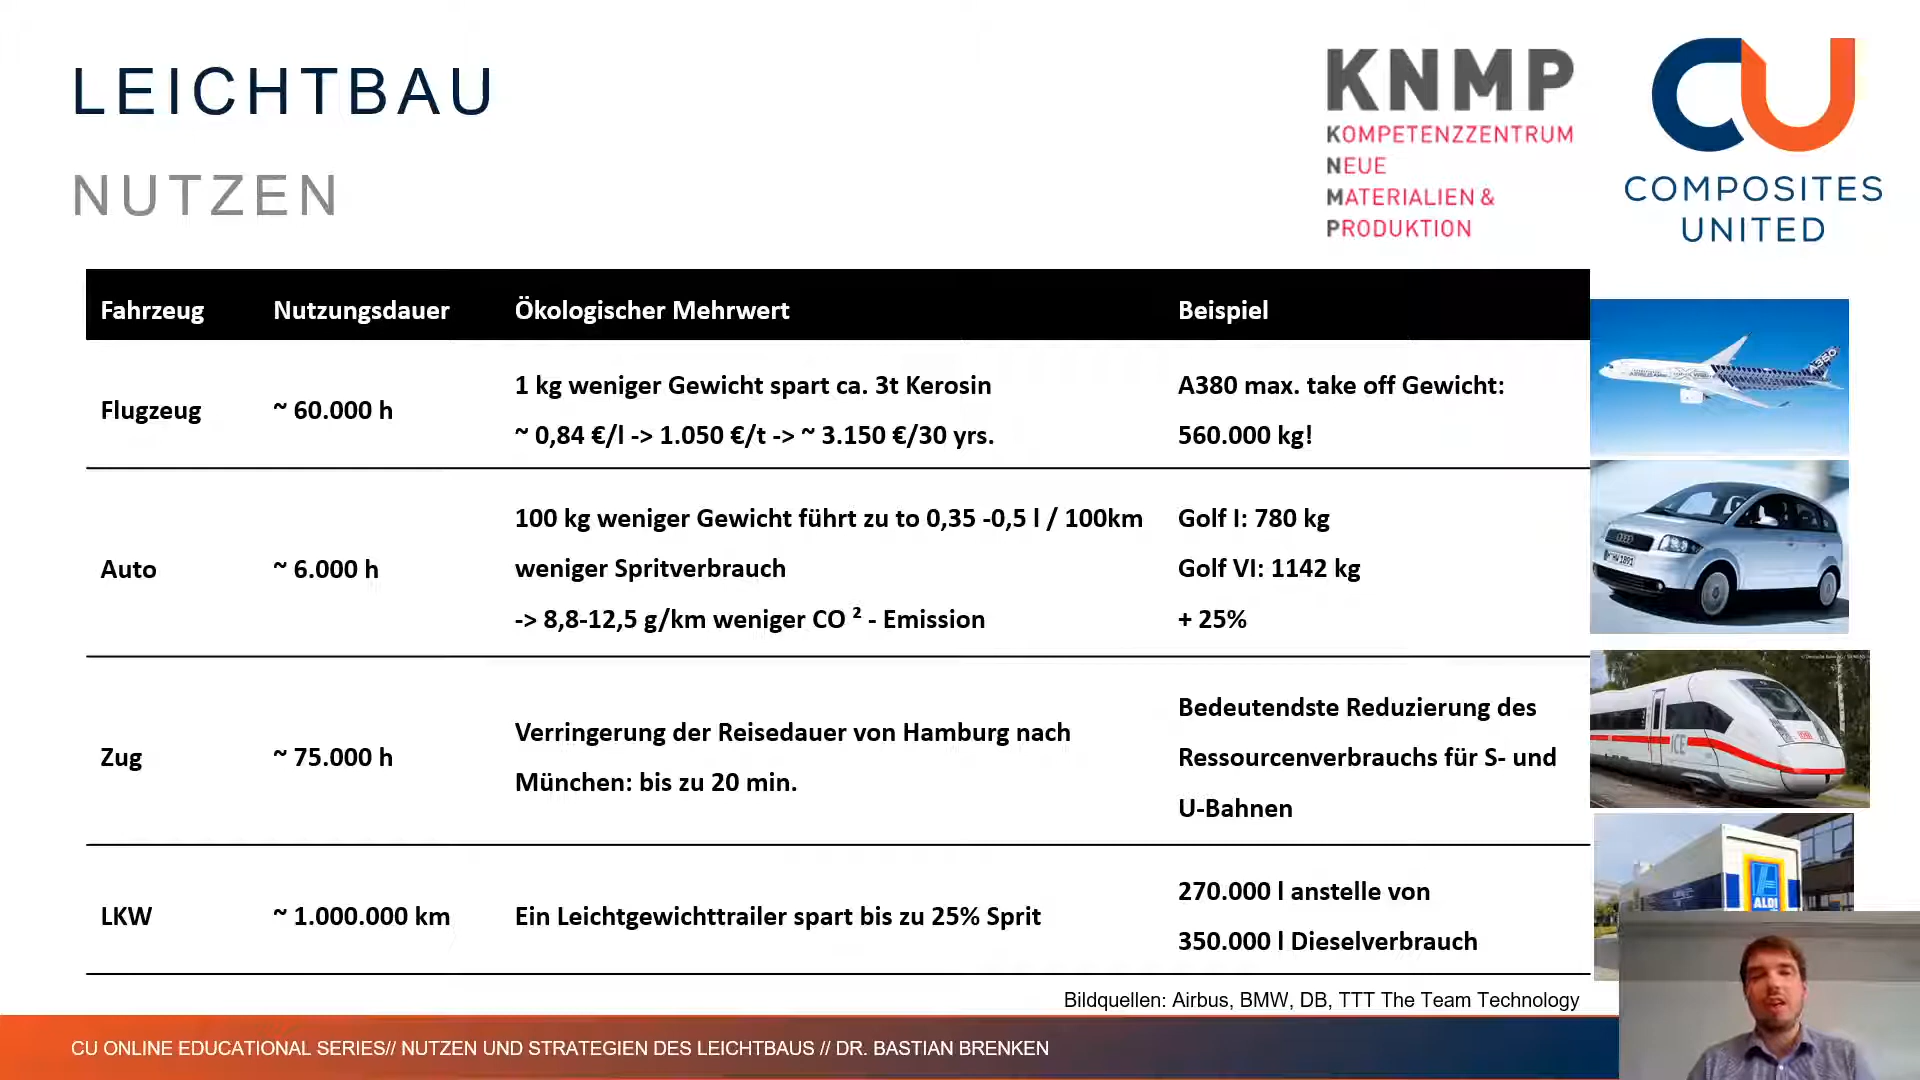 LEICHTBAU
NUTZEN
KNMP
KOMPETENZZENTRUM
NEUE
MATERIALIEN &
PRODUKTION
CU
COMPOSITES
UNITED
Fahrzeug Nutzungsdauer Ökologischer Mehrwert Beispiel
Flugzeug ~ 60.000 h
1 kg weniger Gewicht spart ca. 3t Kerosin
~ 0,84 €/l -> 1.050 €/t -> ~ 3.150 €/30 yrs.
A380 max. take off Gewicht:
560.000 kg!
Auto ~ 6.000 h
100 kg weniger Gewicht führt zu to 0,35 -0,5 l / 100km
weniger Spritverbrauch
-> 8,8-12,5 g/km weniger CO ² - Emission
Golf I: 780 kg
Golf VI: 1142 kg
+ 25%
Zug ~ 75.000 h
Verringerung der Reisedauer von Hamburg nach
München: bis zu 20 min.
Bedeutendste Reduzierung des
Ressourcenverbrauchs für S- und
U-Bahnen
LKW ~ 1.000.000 km
Ein Leichtgewichttrailer spart bis zu 25% Sprit
270.000 l anstelle von
350.000 l Dieselverbrauch
350
ICE
DB
ALDI
Bildquellen: Airbus, BMW, DB, TTT The Team Technology
CU ONLINE EDUCATIONAL SERIES// NUTZEN UND STRATEGIEN DES LEICHTBAUS // DR. BASTIAN BRENKEN